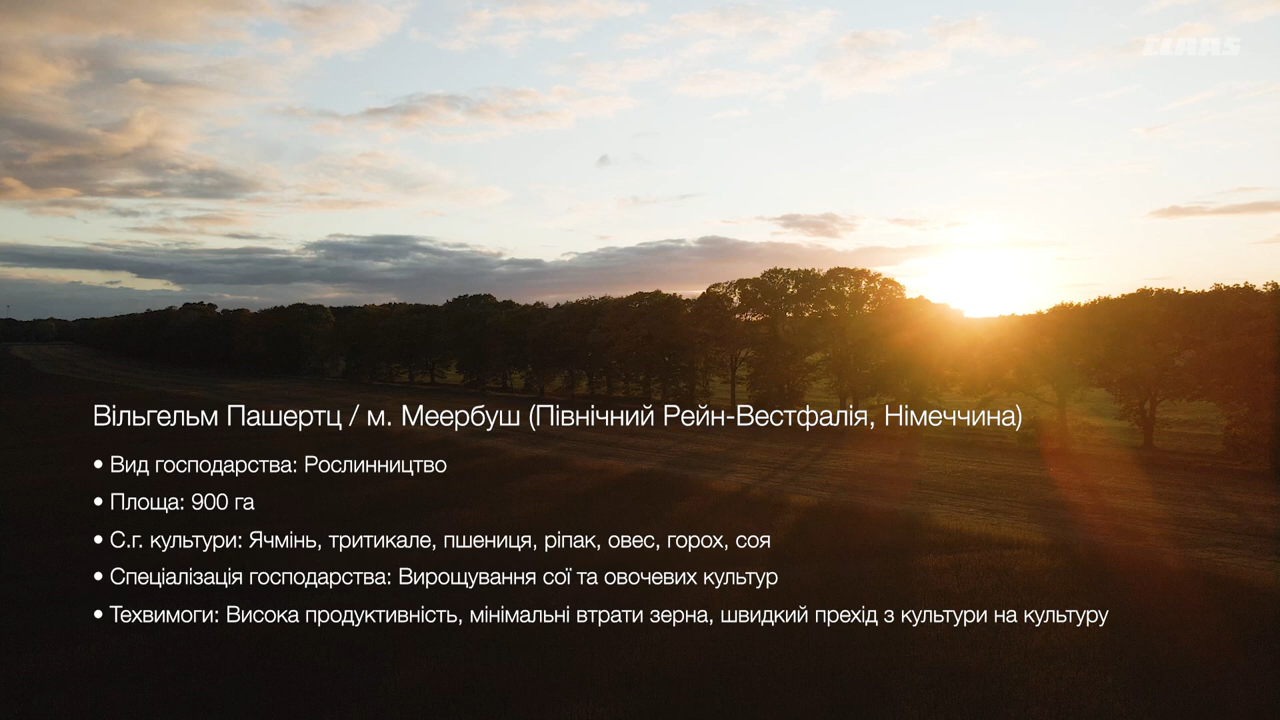 CLAAS
Вільгельм Пашертц / м. Меербуш (Північний Рейн-Вестфалія, Німеччина)
• Вид господарства: Рослинництво
• Площа: 900 га
• С.г. культури: Ячмінь, тритикале, пшениця, ріпак, овес, горох, соя
• Спеціалізація господарства: Вирощування сої та овочевих культур
• Техвимоги: Висока продуктивність, мінімальні втрати зерна, швидкий прехід з культури на культуру